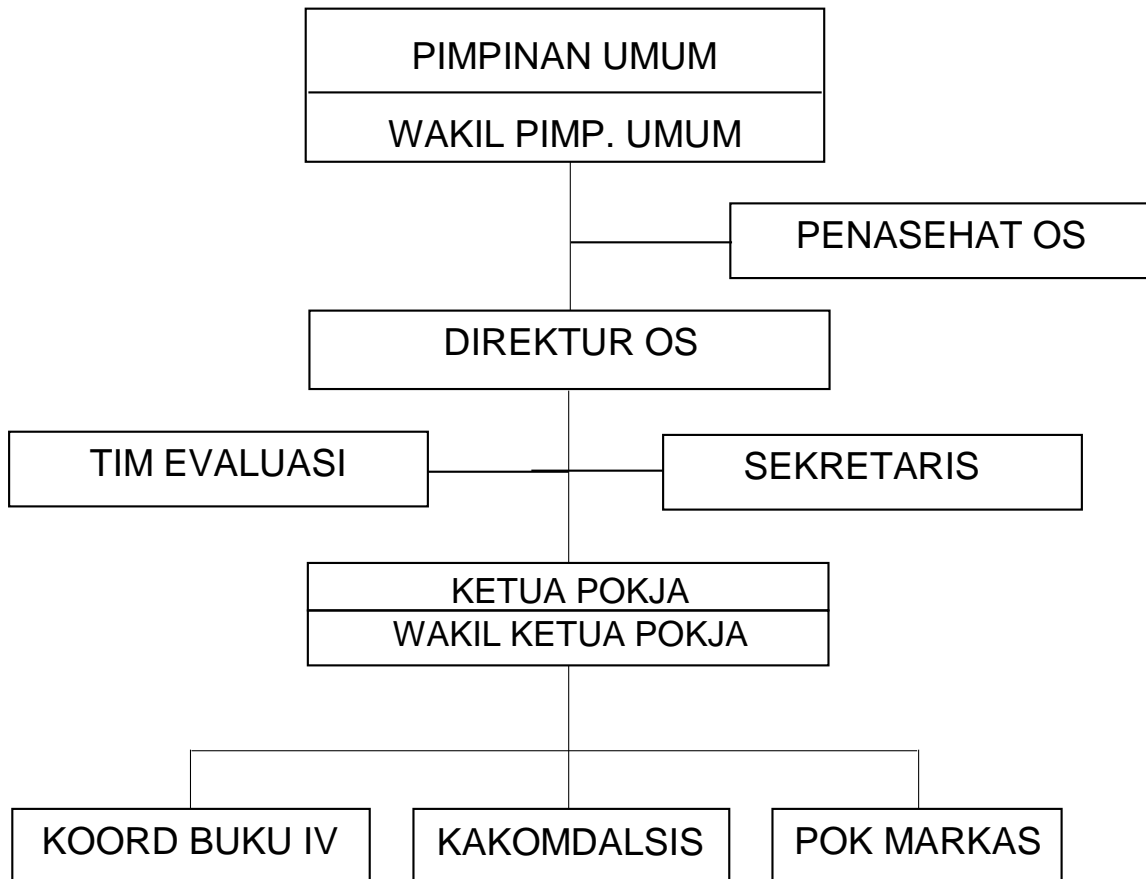 PIMPINAN UMUM
WAKIL PIMP. UMUM
PENASEHAT OS
DIREKTUR OS
TIM EVALUASI
SEKRETARIS
KETUA POKJA
WAKIL KETUA POKJA
KOORD BUKU IV
KAKOMDALSIS
POK MARKAS